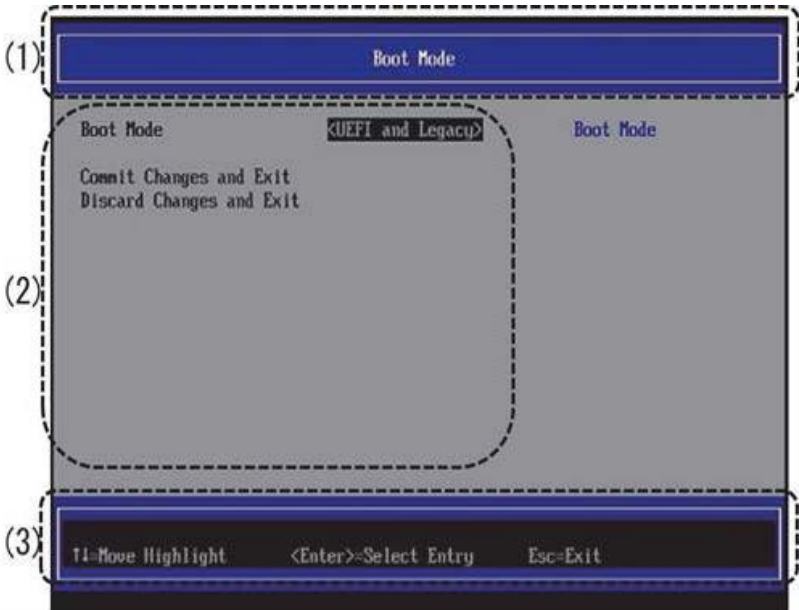 (1)
Boot Mode
Boot Mode <UEFI and Legacy> Boot Mode
Commit Changes and Exit
Discard Changes and Exit
(2)
(3)
↑↓=Move Highlight <Enter>=Select Entry Esc=Exit